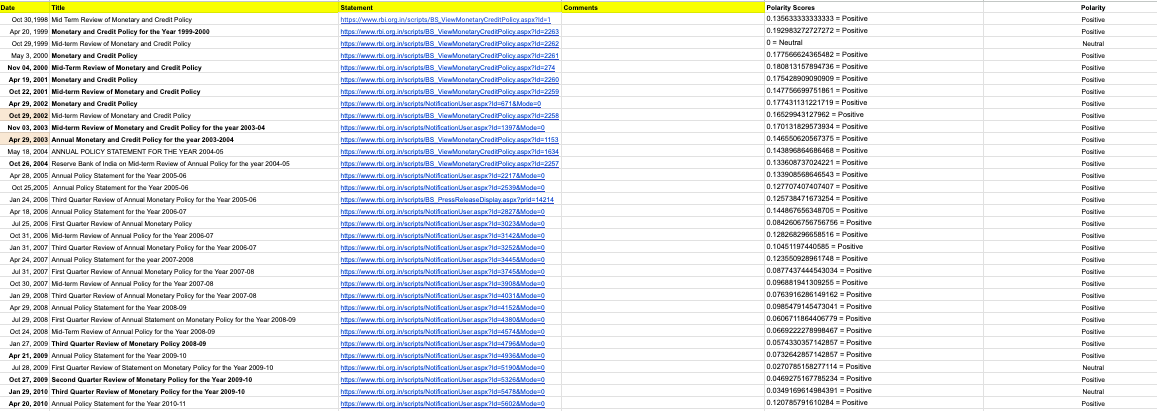 Date Title Statement Comments Polarity Scores Polarity
Oct 30,1998 Mid Term Review of Monetary and Credit Policy https://www.rbi.org.in/scripts/BS_ViewMonetaryCreditPolicy.aspx?Id=1 0.135633333333333 = Positive Positive
Apr 20, 1999 Monetary and Credit Policy for the Year 1999-2000 https://www.rbi.org.in/scripts/BS_ViewMonetaryCreditPolicy.aspx?Id=2263 0.192983272727272 = Positive Positive
Oct 29,1999 Mid-term Review of Monetary and Credit Policy https://www.rbi.org.in/scripts/BS_ViewMonetaryCreditPolicy.aspx?Id=2262 0 = Neutral Neutral
May 3, 2000 Monetary and Credit Policy https://www.rbi.org.in/scripts/BS_ViewMonetaryCreditPolicy.aspx?Id=2261 0.177566624365482 = Positive Positive
Nov 04, 2000 Mid-Term Review of Monetary and Credit Policy https://www.rbi.org.in/scripts/BS_ViewMonetaryCreditPolicy.aspx?Id=274 0.180813157894736 = Positive Positive
Apr 19, 2001 Monetary and Credit Policy https://www.rbi.org.in/scripts/BS_ViewMonetaryCreditPolicy.aspx?Id=2260 0.175428909090909 = Positive Positive
Oct 22, 2001 Mid-term Review of Monetary and Credit Policy https://www.rbi.org.in/scripts/BS_ViewMonetaryCreditPolicy.aspx?Id=2259 0.147756699751861 = Positive Positive
Apr 29, 2002 Monetary and Credit Policy https://www.rbi.org.in/scripts/NotificationUser.aspx?Id=671&Mode=0 0.177431131221719 = Positive Positive
Oct 29, 2002 Mid-term Review of Monetary and Credit Policy https://www.rbi.org.in/scripts/BS_ViewMonetaryCreditPolicy.aspx?Id=2258 0.16529943127962 = Positive Positive
Nov 03, 2003 Mid-term Review of Monetary and Credit Policy for the year 2003-04 https://www.rbi.org.in/scripts/NotificationUser.aspx?Id=1397&Mode=0 0.170131829573934 = Positive Positive
Apr 29, 2003 Annual Monetary and Credit Policy for the year 2003-2004 https://www.rbi.org.in/scripts/BS_ViewMonetaryCreditPolicy.aspx?Id=1153 0.146550620567375 = Positive Positive
May 18, 2004 ANNUAL POLICY STATEMENT FOR THE YEAR 2004-05 https://www.rbi.org.in/scripts/BS_ViewMonetaryCreditPolicy.aspx?Id=1634 0.143896864686468 = Positive Positive
Oct 26, 2004 Reserve Bank of India on Mid-term Review of Annual Policy for the year 2004-05 https://www.rbi.org.in/scripts/BS_ViewMonetaryCreditPolicy.aspx?Id=2257 0.133608737024221 = Positive Positive
Apr 28, 2005 Annual Policy Statement for the Year 2005-06 https://www.rbi.org.in/scripts/NotificationUser.aspx?Id=2217&Mode=0 0.133908568646543 = Positive Positive
Oct 25,2005 Annual Policy Statement for the Year 2005-06 https://www.rbi.org.in/scripts/NotificationUser.aspx?Id=2539&Mode=0 0.127707407407407 = Positive Positive
Jan 24, 2006 Third Quarter Review of Annual Monetary Policy for the Year 2005-06 https://www.rbi.org.in/scripts/BS_PressReleaseDisplay.aspx?prid=14214 0.125738471673254 = Positive Positive
Apr 18, 2006 Annual Policy Statement for the Year 2006-07 https://www.rbi.org.in/scripts/NotificationUser.aspx?Id=2827&Mode=0 0.144867656348705 = Positive Positive
Jul 25, 2006 First Quarter Review of Annual Monetary Policy https://www.rbi.org.in/scripts/NotificationUser.aspx?Id=3023&Mode=0 0.0842606756756756 = Positive Positive
Oct 31, 2006 Mid-term Review of Annual Policy for the Year 2006-07 https://www.rbi.org.in/scripts/NotificationUser.aspx?Id=3142&Mode=0 0.128268296658516 = Positive Positive
Jan 31, 2007 Third Quarter Review of Annual Monetary Policy for the Year 2006-07 https://www.rbi.org.in/scripts/NotificationUser.aspx?Id=3252&Mode=0 0.10451197440585 = Positive Positive
Apr 24, 2007 Annual Policy Statement for the year 2007-2008 https://www.rbi.org.in/scripts/NotificationUser.aspx?Id=3445&Mode=0 0.123550928961748 = Positive Positive
Jul 31, 2007 First Quarter Review of Annual Monetary Policy for the Year 2007-08 https://www.rbi.org.in/scripts/NotificationUser.aspx?Id=3745&Mode=0 0.0877437444543034 = Positive Positive
Oct 30, 2007 Mid-term Review of Annual Policy for the Year 2007-08 https://www.rbi.org.in/scripts/NotificationUser.aspx?Id=3908&Mode=0 0.096881941309255 = Positive Positive
Jan 29, 2008 Third Quarter Review of Annual Monetary Policy for the Year 2007-08 https://www.rbi.org.in/scripts/NotificationUser.aspx?Id=4031&Mode=0 0.0763916286149162 = Positive Positive
Apr 29, 2008 Annual Policy Statement for the Year 2008-09 https://www.rbi.org.in/scripts/NotificationUser.aspx?Id=4152&Mode=0 0.0985479145473041 = Positive Positive
Jul 29, 2008 First Quarter Review of Annual Statement on Monetary Policy for the Year 2008-09 https://www.rbi.org.in/scripts/NotificationUser.aspx?Id=4380&Mode=0 0.0606711864406779 = Positive Positive
Oct 24, 2008 Mid-Term Review of Annual Policy for the Year 2008-09 https://www.rbi.org.in/scripts/NotificationUser.aspx?Id=4574&Mode=0 0.0669222278998467 = Positive Positive
Jan 27, 2009 Third Quarter Review of Monetary Policy 2008-09 https://www.rbi.org.in/scripts/NotificationUser.aspx?Id=4796&Mode=0 0.0574330357142857 = Positive Positive
Apr 21, 2009 Annual Policy Statement for the Year 2009-10 https://www.rbi.org.in/scripts/NotificationUser.aspx?Id=4936&Mode=0 0.0732642857142857 = Positive Positive
Jul 28, 2009 First Quarter Review of Statement on Monetary Policy for the Year 2009-10 https://www.rbi.org.in/scripts/NotificationUser.aspx?Id=5190&Mode=0 0.0270785158277114 = Positive Neutral
Oct 27, 2009 Second Quarter Review of Monetary Policy for the Year 2009-10 https://www.rbi.org.in/scripts/NotificationUser.aspx?Id=5326&Mode=0 0.0469275167785234 = Positive Positive
Jan 29, 2010 Third Quarter Review of Monetary Policy for the Year 2009-10 https://www.rbi.org.in/scripts/NotificationUser.aspx?Id=5478&Mode=0 0.0349169614984391 = Positive Neutral
Apr 20, 2010 Annual Policy Statement for the Year 2010-11 https://www.rbi.org.in/scripts/NotificationUser.aspx?Id=5602&Mode=0 0.120785791610284 = Positive Positive